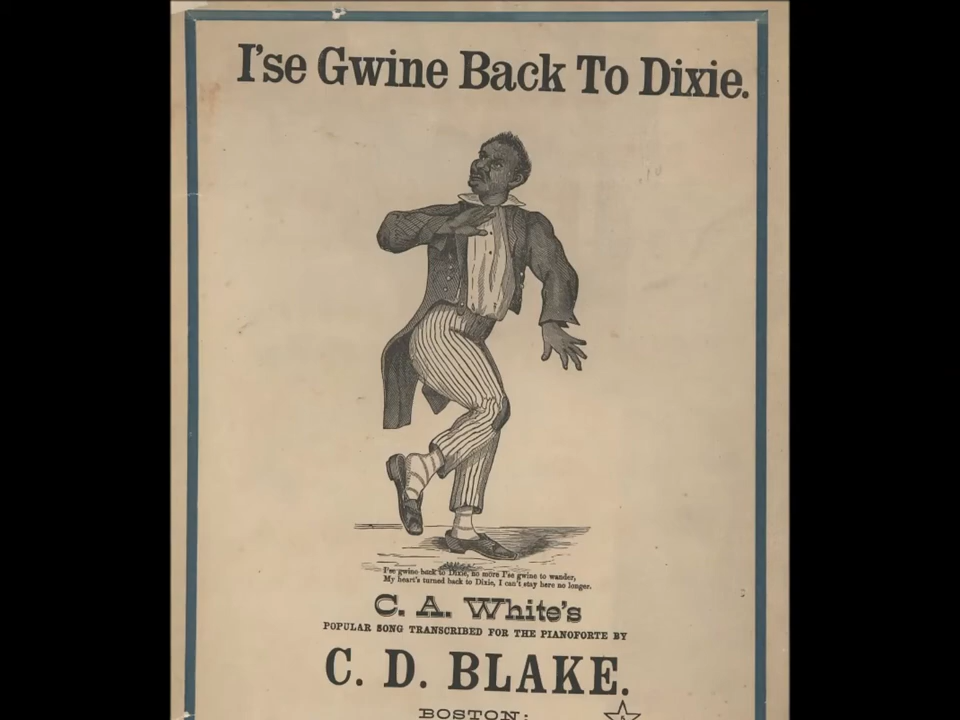 I'se Gwine Back To Dixie.
I'se gwine back to Dixie, no more I'se gwine to wander,
My heart's turned back to Dixie, I can't stay here no longer.
C. A. White's
POPULAR SONG TRANSCRIBED FOR THE PIANOFORTE BY
C. D. BLAKE.
BOSTON: